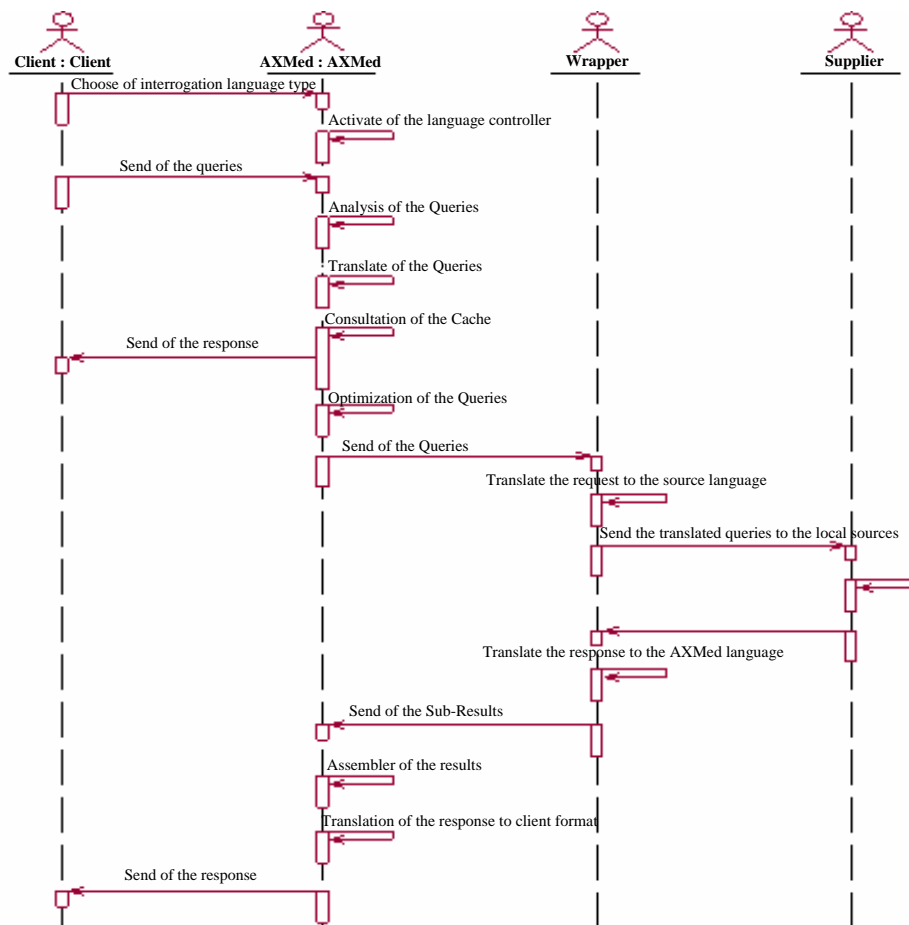 Client : Client
AXMed : AXMed
Wrapper
Supplier
Choose of interrogation language type
Activate of the language controller
Send of the queries
Analysis of the Queries
Translate of the Queries
Consultation of the Cache
Send of the response
Optimization of the Queries
Send of the Queries
Translate the request to the source language
Send the translated queries to the local sources
Translate the response to the AXMed language
Send of the Sub-Results
Assembler of the results
Translation of the response to client format
Send of the response